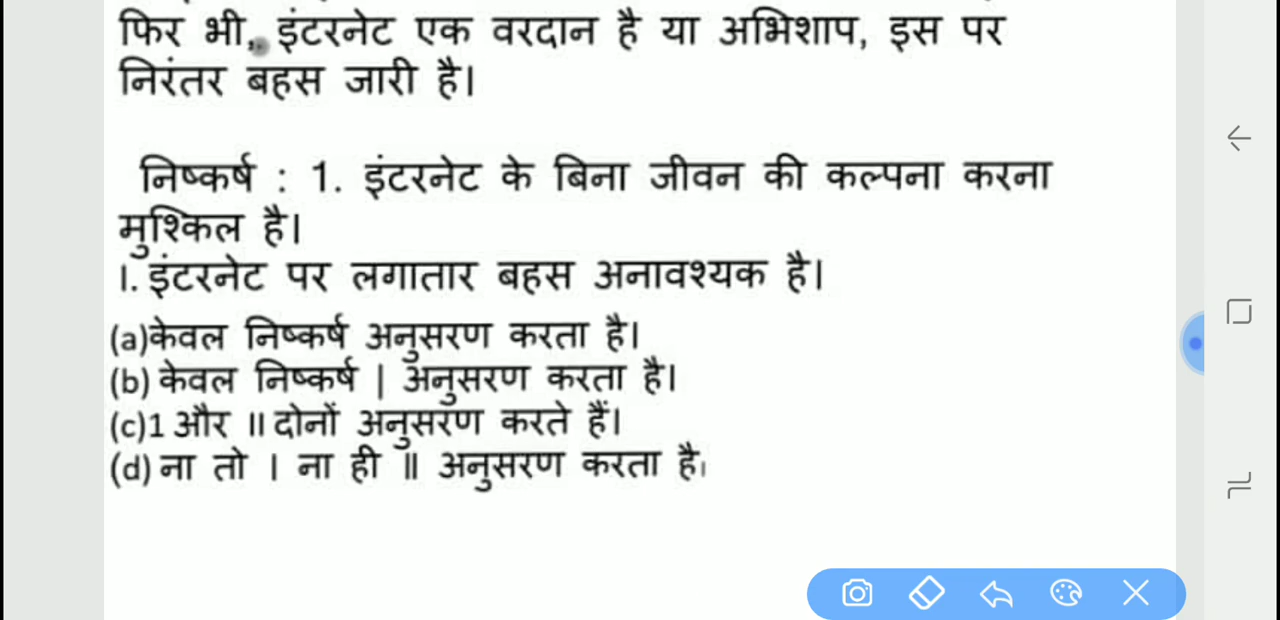 फिर भी, इंटरनेट एक वरदान है या अभिशाप, इस पर
निरंतर बहस जारी है।
निष्कर्ष : 1. इंटरनेट के बिना जीवन की कल्पना करना
मुश्किल है।
।. इंटरनेट पर लगातार बहस अनावश्यक है।
(a)केवल निष्कर्ष अनुसरण करता है।
(b) केवल निष्कर्ष | अनुसरण करता है।
(c)1 और ॥ दोनों अनुसरण करते हैं।
(d) ना तो । ना ही ॥ अनुसरण करता है।